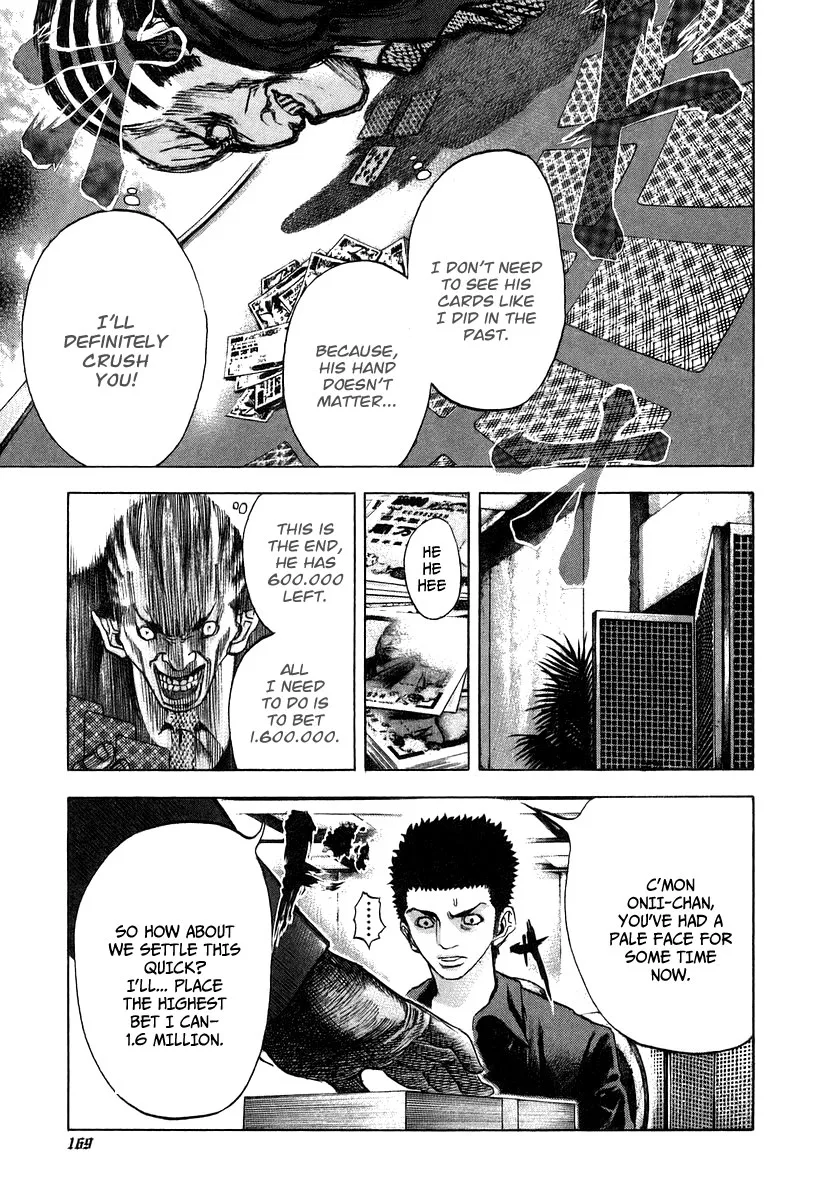 I DON'T NEED
TO SEE HIS
CARDS LIKE
I DID IN THE
PAST.
BECAUSE,
HIS HAND
DOESN'T
MATTER...
I'LL
DEFINITELY
CRUSH
YOU!
HE
HE
HEE
THIS IS
THE END,
HE HAS
600.000
LEFT.
ALL
I NEED
TO DO IS
TO BET
1.600.000.
C'MON
ONII-CHAN,
YOU'VE HAD A
PALE FACE FOR
SOME TIME
NOW.
......
SO HOW ABOUT
WE SETTLE THIS
QUICK?
I'LL... PLACE
THE HIGHEST
BET I CAN-
1.6 MILLION.
169